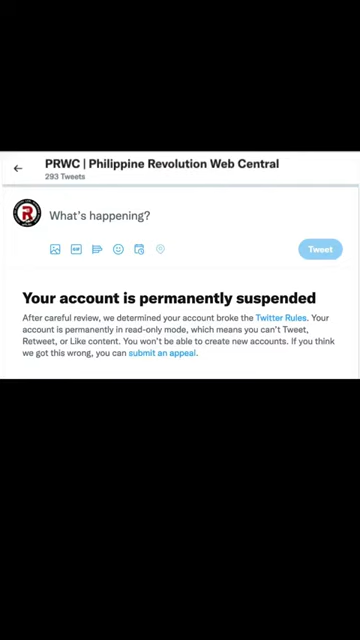 PRWC | Philippine Revolution Web Central
293 Tweets
What's happening?
GIF
Tweet
Your account is permanently suspended
After careful review, we determined your account broke the Twitter Rules. Your
account is permanently in read-only mode, which means you can't Tweet,
Retweet, or Like content. You won't be able to create new accounts. If you think
we got this wrong, you can submit an appeal.